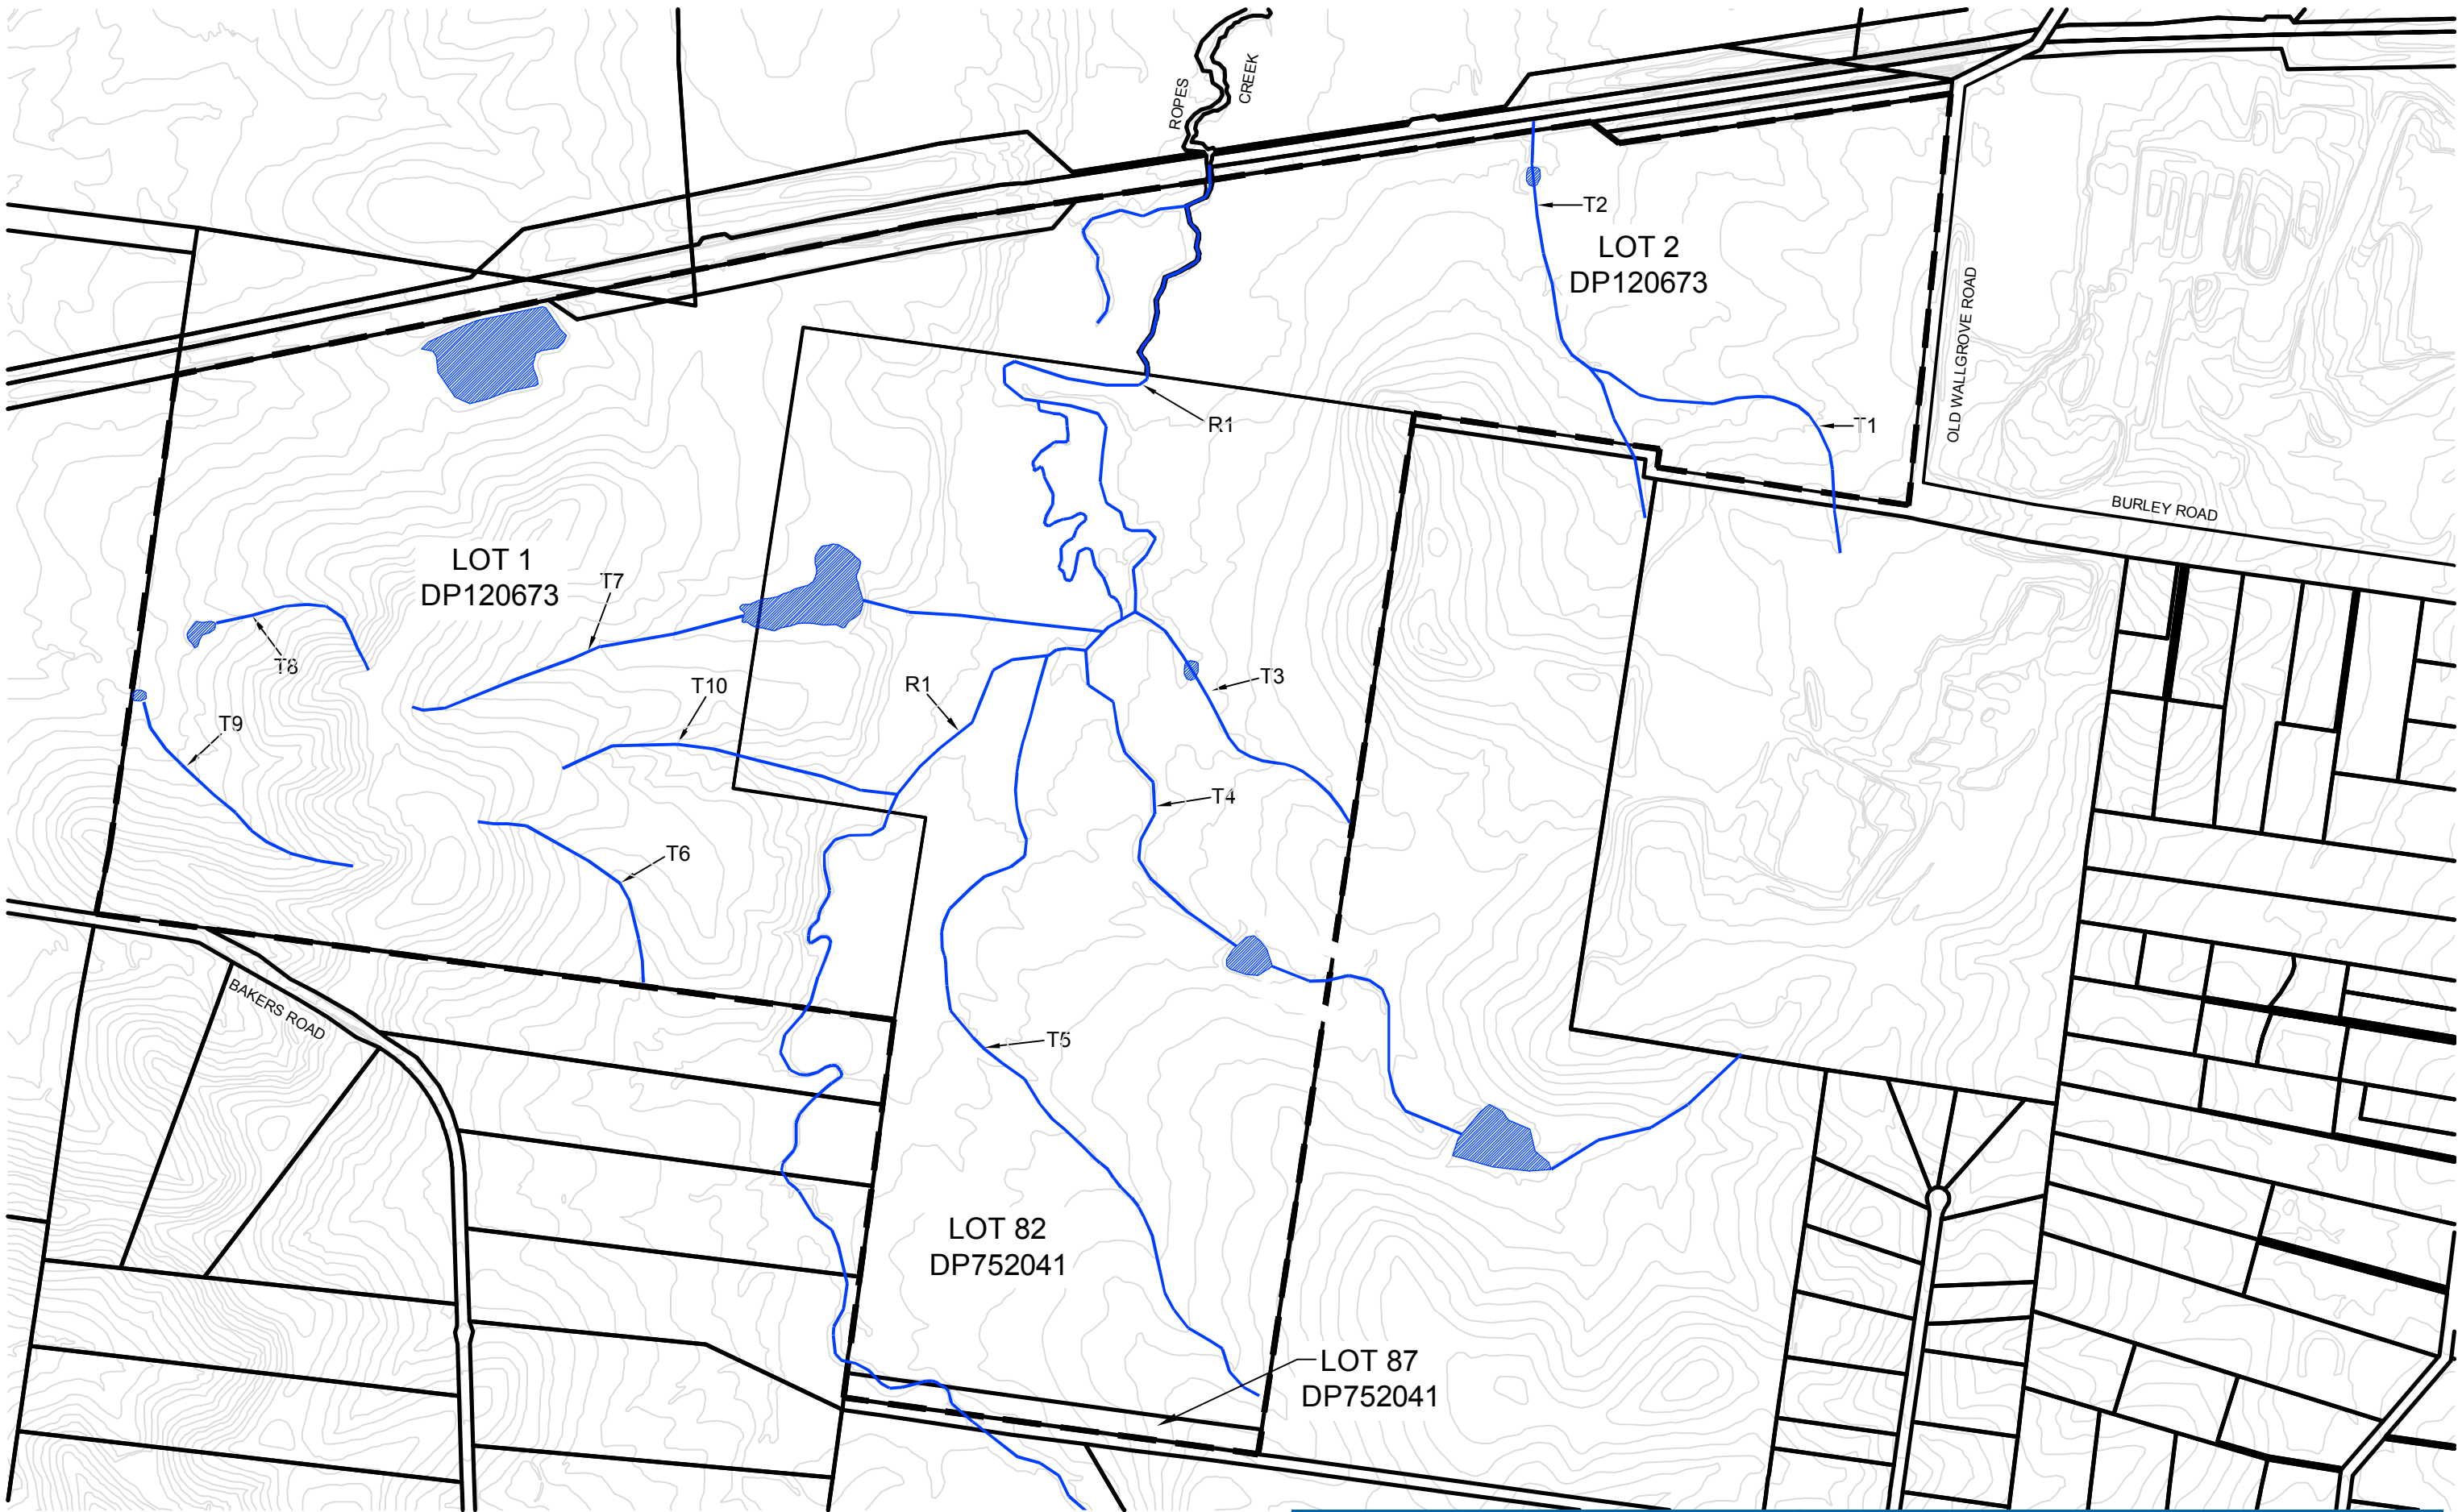 ROPES
CREEK
T2
LOT 2
DP120673
OLD WALLGROVE ROAD
R1
T1
BURLEY ROAD
LOT 1
DP120673
T7
T8
T10
R1
T3
T9
T4
T6
BAKERS ROAD
T5
LOT 82
DP752041
LOT 87
DP752041